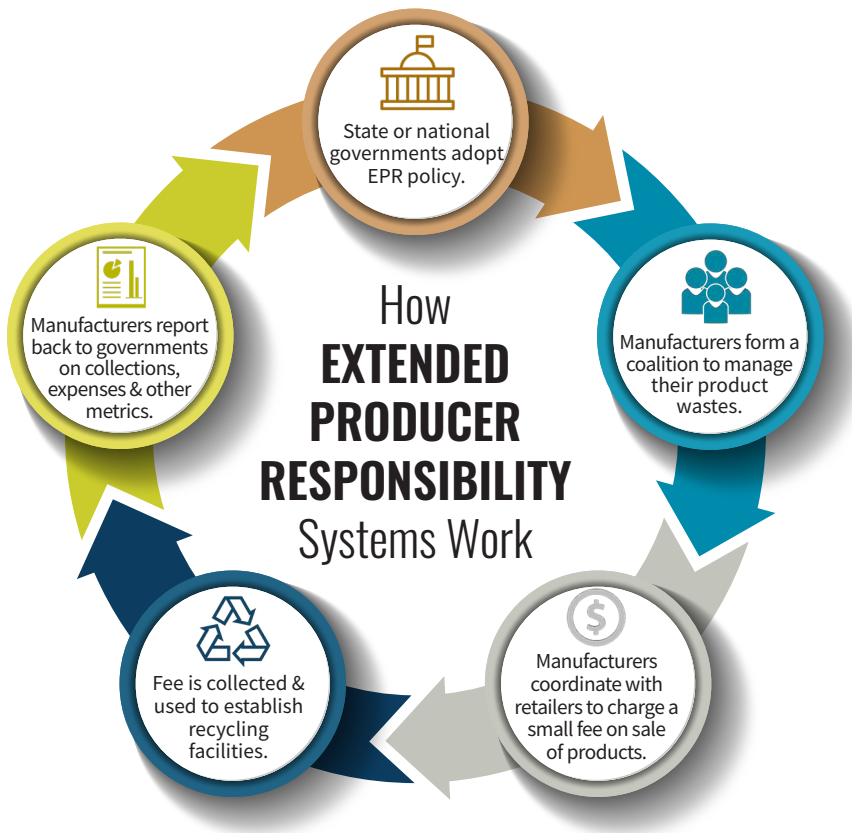 State or national
governments adopt
EPR policy.
Manufacturers form a
coalition to manage
their product
wastes.
Manufacturers
coordinate with
retailers to charge a
small fee on sale
of products.
Fee is collected &
used to establish
recycling
facilities.
Manufacturers report
back to governments
on collections,
expenses & other
metrics.
How
EXTENDED
PRODUCER
RESPONSIBILITY
Systems Work
$